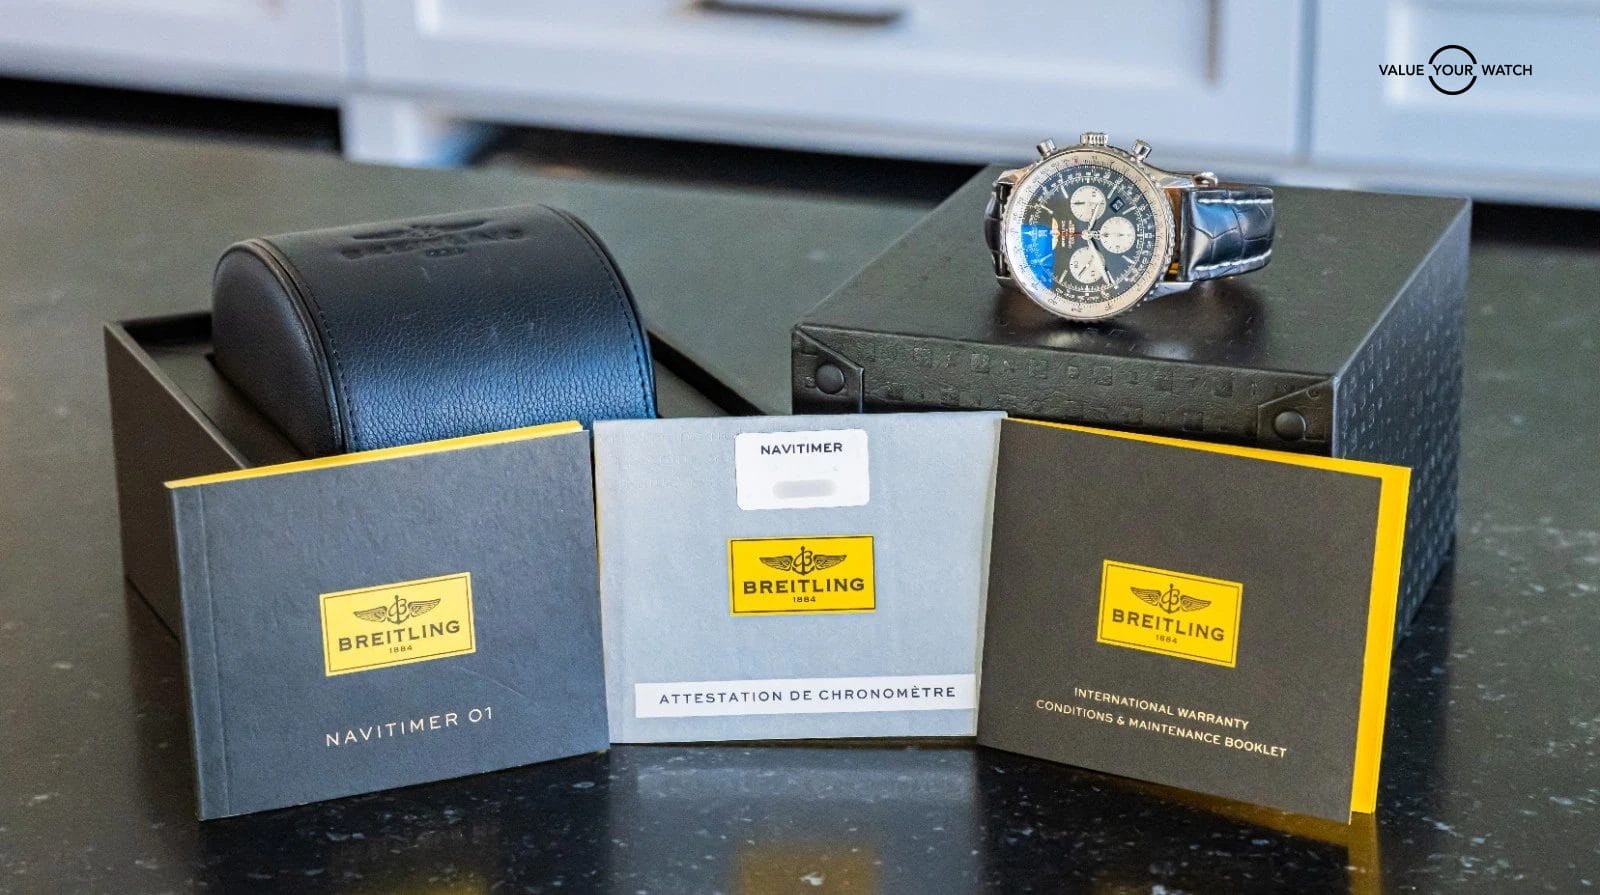 VALUE YOUR WATCH
BREITLING
1884
NAVITIMER 01
NAVITIMER
BREITLING
1884
ATTESTATION DE CHRONOMÈTRE
BREITLING
1884
INTERNATIONAL WARRANTY
CONDITIONS & MAINTENANCE BOOKLET